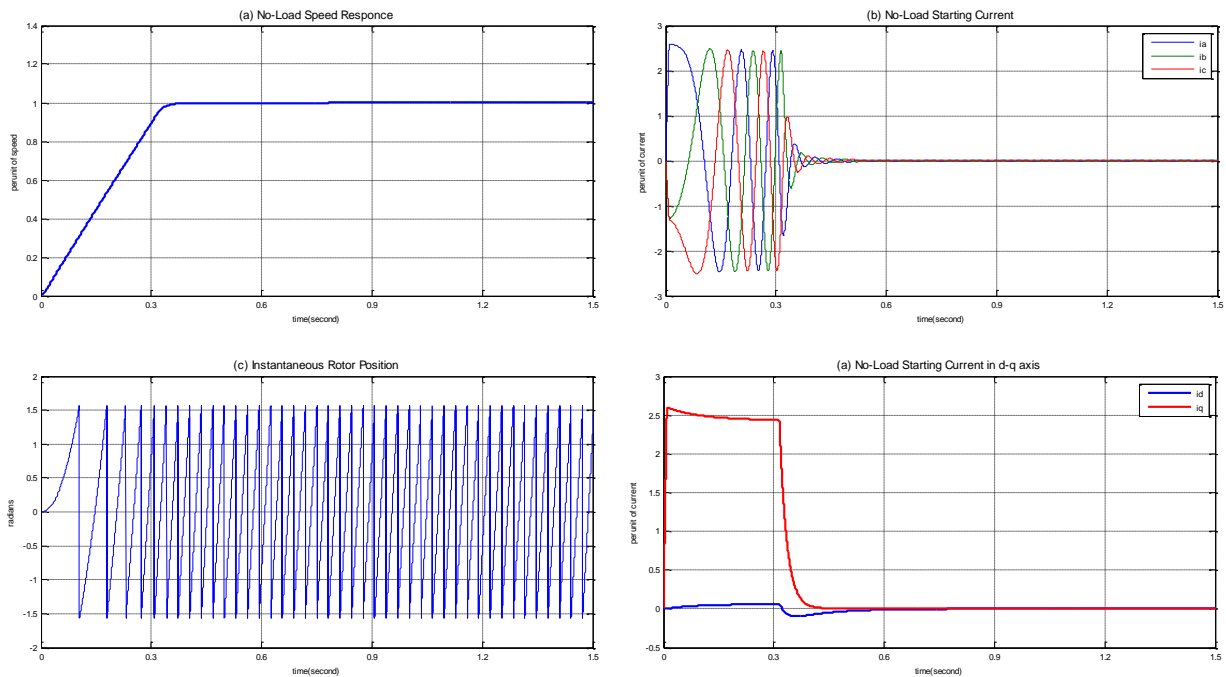 (a) No-Load Speed Responce
1.4
1.2
1
0.8
0.6
0.4
0.2
0
perunit of speed
0 0.3 0.6 0.9 1.2 1.5
time(second)
(b) No-Load Starting Current
3
2
1
0
-1
-2
-3
perunit of current
ia
ib
ic
0 0.3 0.6 0.9 1.2 1.5
time(second)
(c) Instantaneous Rotor Position
2
1.5
1
0.5
0
-0.5
-1
-1.5
-2
radians
0 0.3 0.6 0.9 1.2 1.5
time(second)
(a) No-Load Starting Current in d-q axis
3
2.5
2
1.5
1
0.5
0
-0.5
per unit of current
id
iq
0 0.3 0.6 0.9 1.2 1.5
time(second)